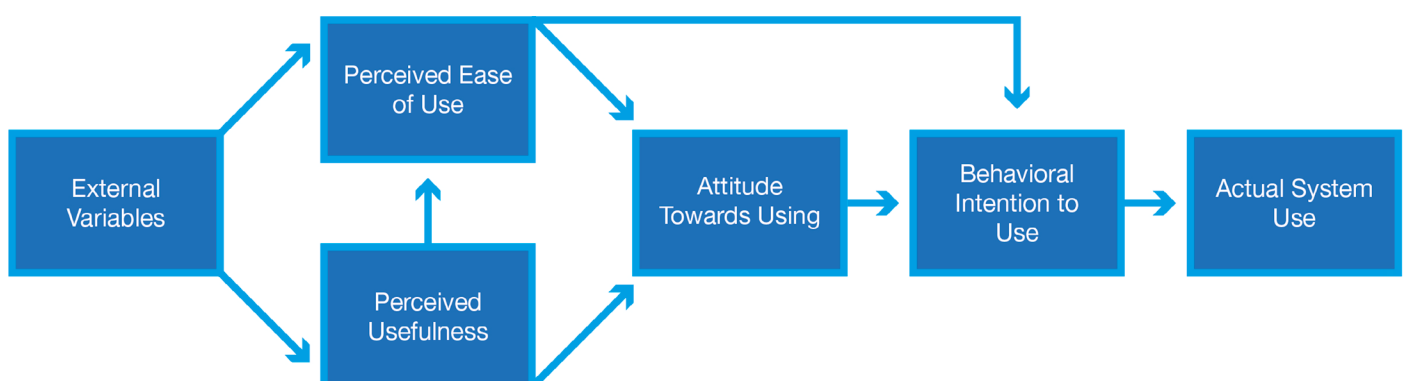 External
Variables
Perceived Ease
of Use
Perceived
Usefulness
Attitude
Towards Using
Behavioral
Intention to
Use
Actual System
Use